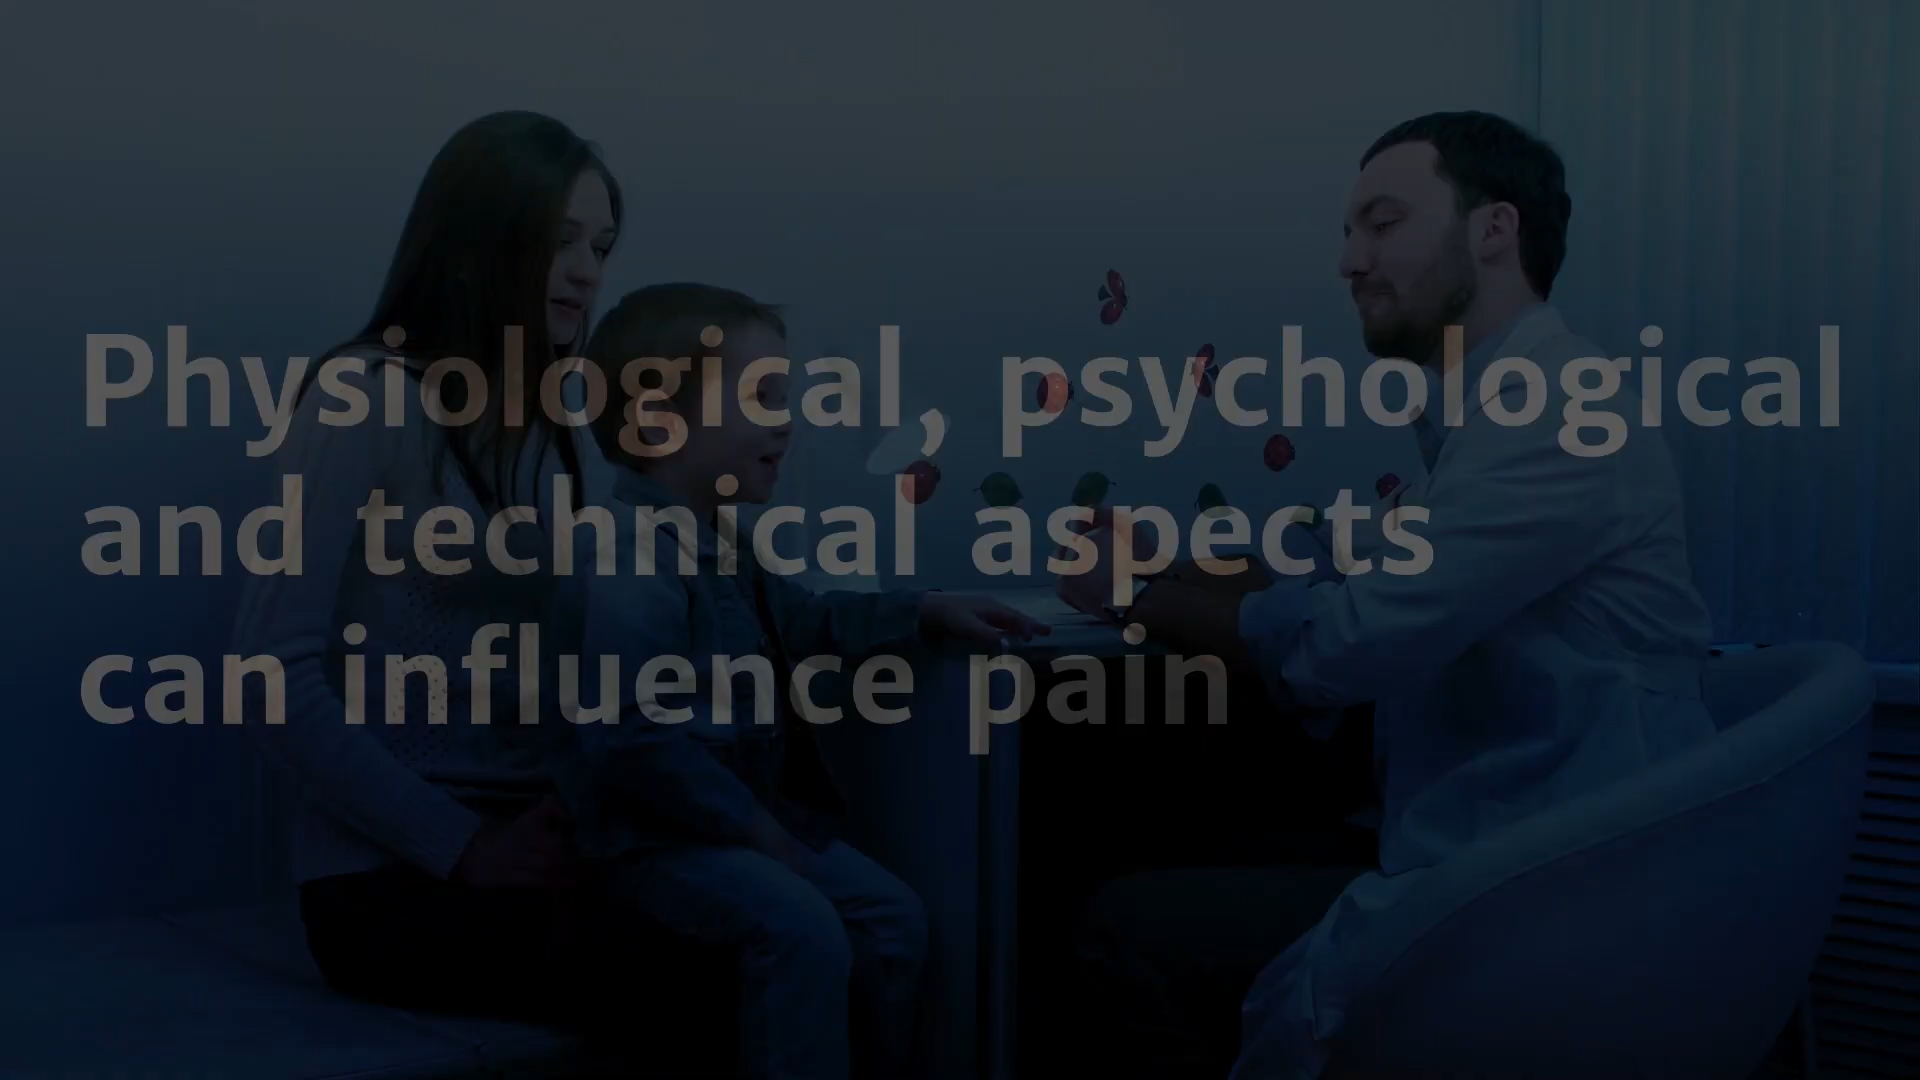 Physiological, psychological
and technical aspects
can influence pain